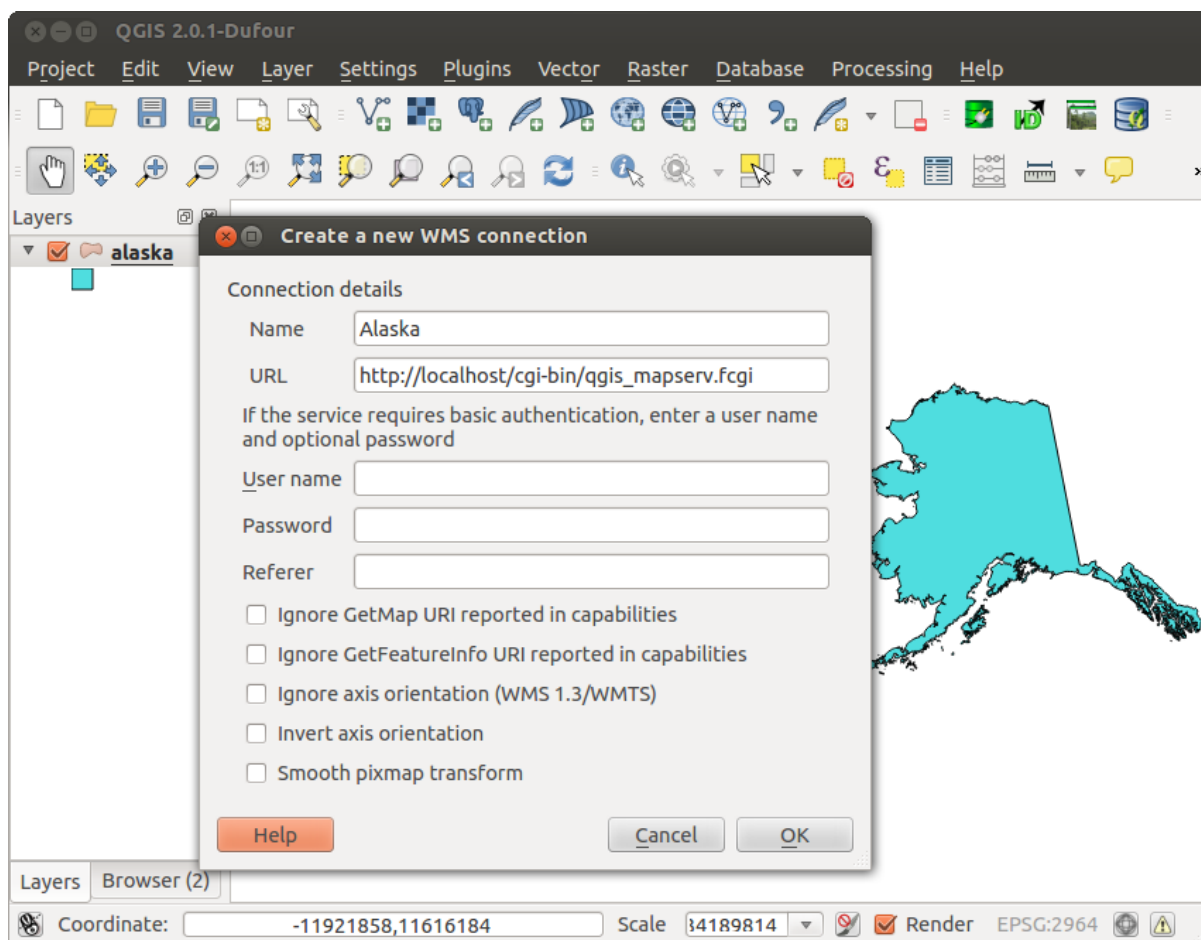 QGIS 2.0.1-Dufour
Project Edit View Layer Settings Plugins Vector Raster Database Processing Help
1:1
Layers
alaska
Create a new WMS connection
Connection details
Name Alaska
URL http://localhost/cgi-bin/qgis_mapserv.fcgi
If the service requires basic authentication, enter a user name
and optional password
User name
Password
Referer
Ignore GetMap URI reported in capabilities
Ignore GetFeatureInfo URI reported in capabilities
Ignore axis orientation (WMS 1.3/WMTS)
Invert axis orientation
Smooth pixmap transform
Help Cancel OK
Layers Browser (2)
Coordinate: -11921858,11616184 Scale 34189814 Render EPSG:2964